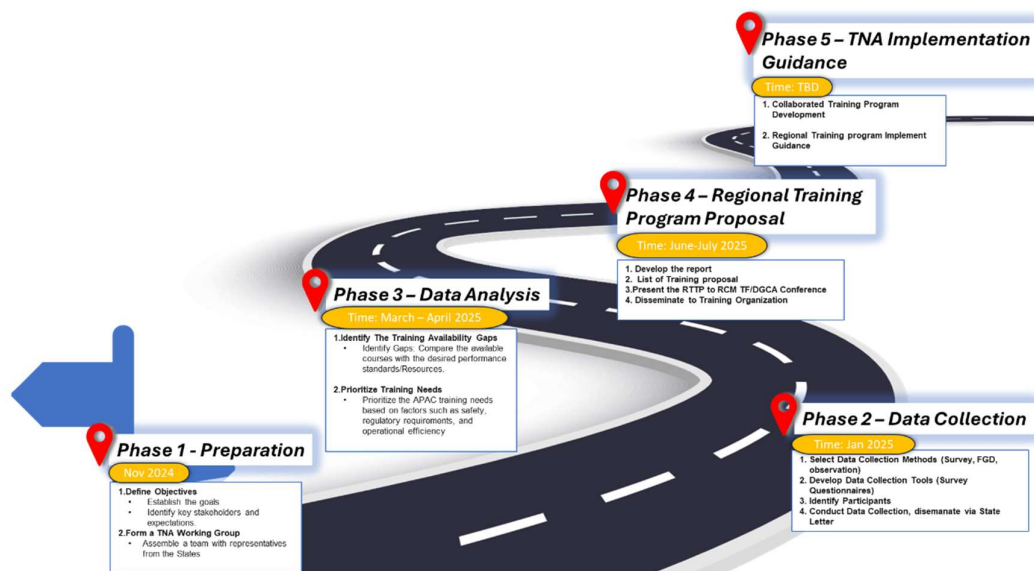 Phase 5 – TNA Implementation
Guidance
Time: TBD
1. Collaborated Training Program
Development
2. Regional Training program Implement
Guidance
Phase 4 – Regional Training
Program Proposal
Time: June-July 2025
1. Develop the report
2. List of Training proposal
3.Present the RTTP to RCM TF/DGCA Conference
4. Disseminate to Training Organization
Phase 3 – Data Analysis
Time: March – April 2025
1.Identify The Training Availability Gaps
• Identify Gaps: Compare the available
courses with the desired performance
standards/Resources.
2.Prioritize Training Needs
• Prioritize the APAC training needs
based on factors such as safety,
regulatory requirements, and
operational efficiency
Phase 2 – Data Collection
Time: Jan 2025
1. Select Data Collection Methods (Survey, FGD,
observation)
2. Develop Data Collection Tools (Survey
Questionnaires)
3. Identify Participants
4. Conduct Data Collection, disemanate via State
Letter
Phase 1 - Preparation
Nov 2024
1.Define Objectives
• Establish the goals
• Identify key stakeholders and
expectations.
2.Form a TNA Working Group
• Assemble a team with representatives
from the States